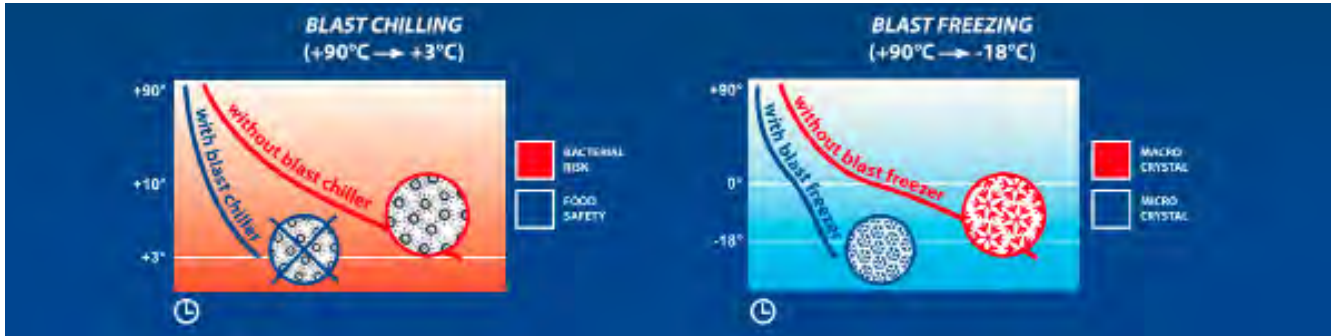 BLAST CHILLING
(+90°C → +3°C)
+90°
+10°
+3°
with blast chiller
without blast chiller
BACTERIAL
RISK
FOOD
SAFETY
BLAST FREEZING
(+90°C → -18°C)
+90°
0°
-18°
with blast freezer
without blast freezer
MACRO
CRYSTAL
MICRO
CRYSTAL